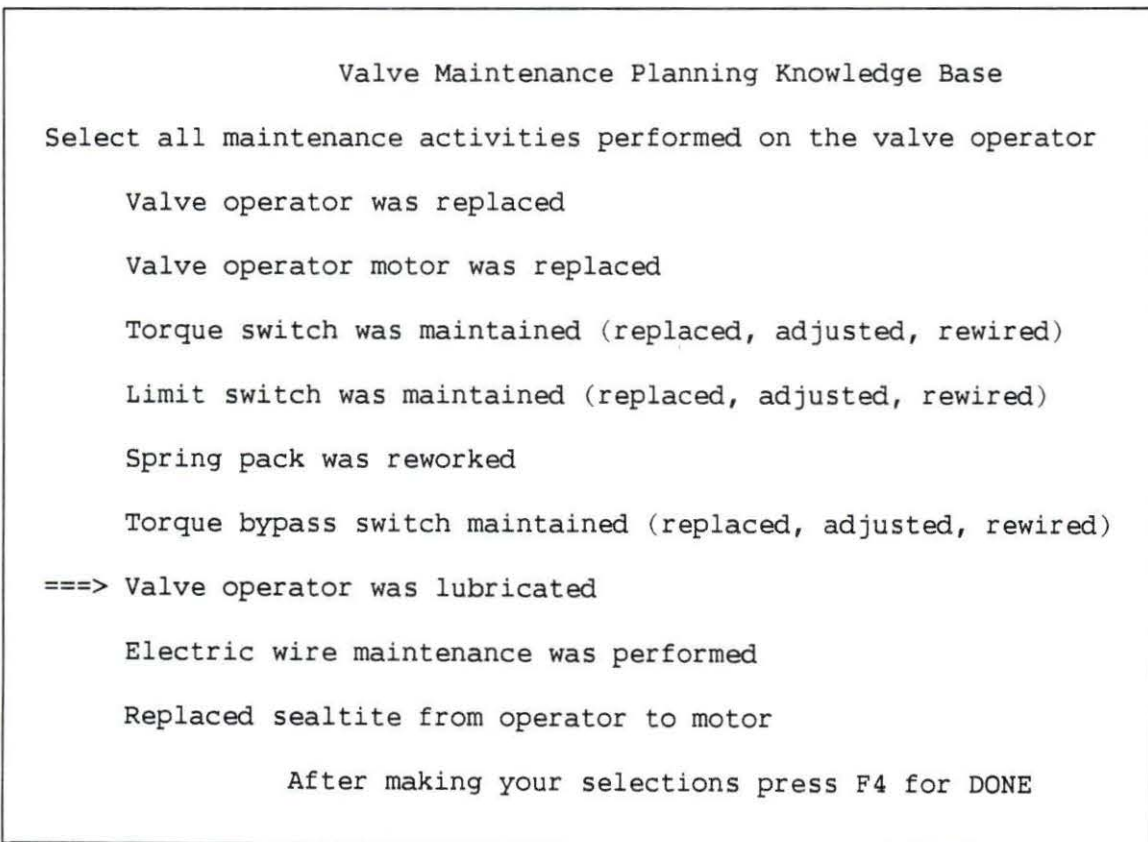 Valve Maintenance Planning Knowledge Base
Select all maintenance activities performed on the valve operator
Valve operator was replaced
Valve operator motor was replaced
Torque switch was maintained (replaced, adjusted, rewired)
Limit switch was maintained (replaced, adjusted, rewired)
Spring pack was reworked
Torque bypass switch maintained (replaced, adjusted, rewired)
===> Valve operator was lubricated
Electric wire maintenance was performed
Replaced sealtite from operator to motor
After making your selections press F4 for DONE